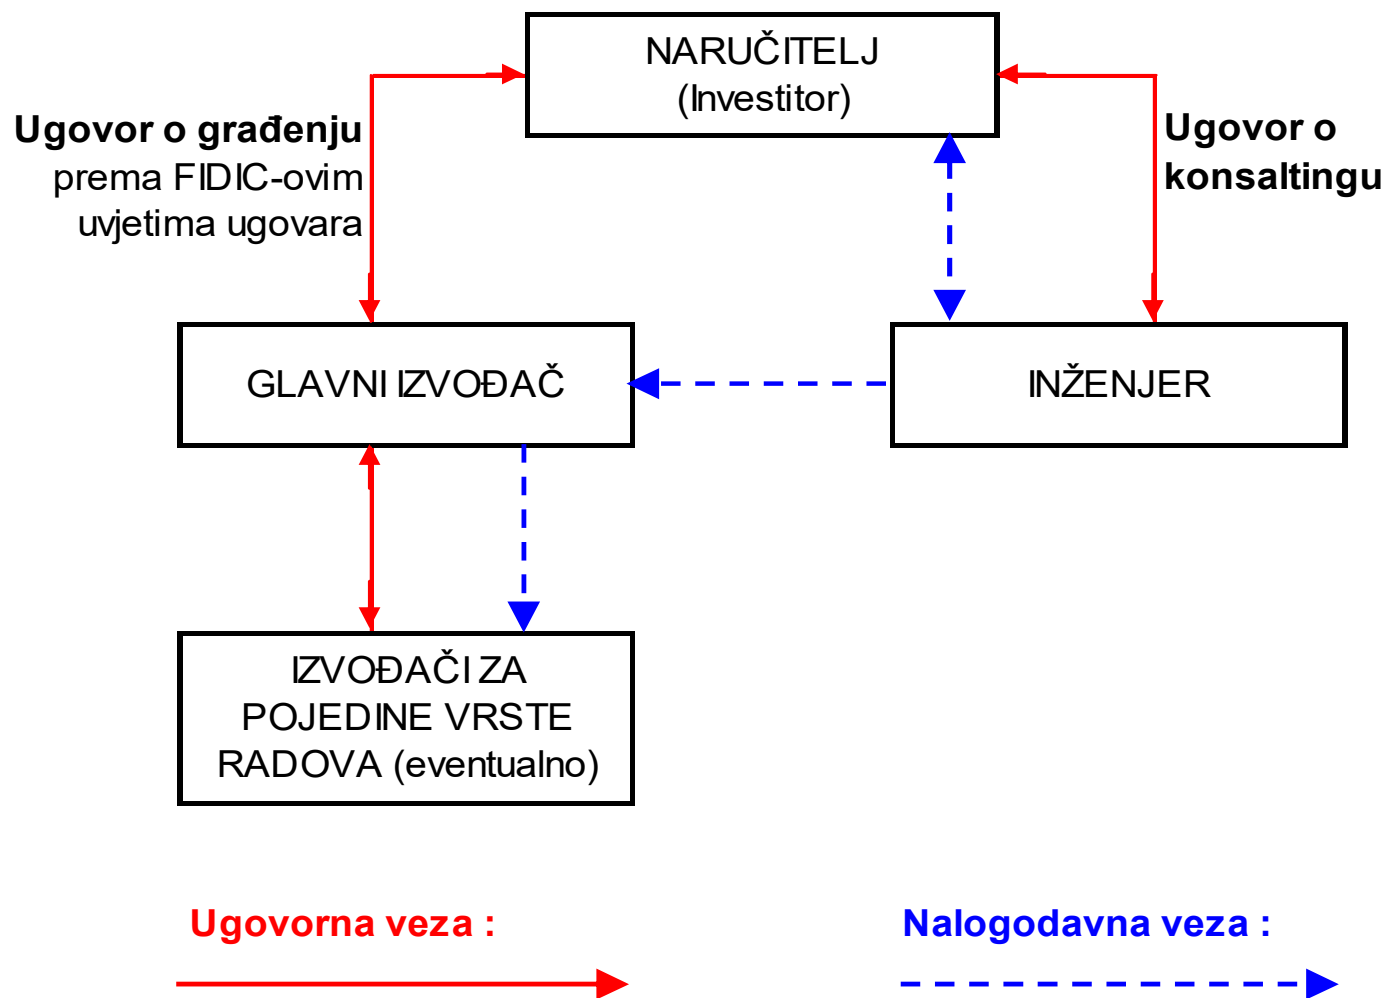 NARUČITELJ
(Investitor)
Ugovor o građenju
prema FIDIC-ovim
uvjetima ugovara
Ugovor o
konsaltingu
GLAVNI IZVOĐAČ
INŽENJER
IZVOĐAČI ZA
POJEDINE VRSTE
RADOVA (eventualno)
Ugovorna veza :
Nalogodavna veza :